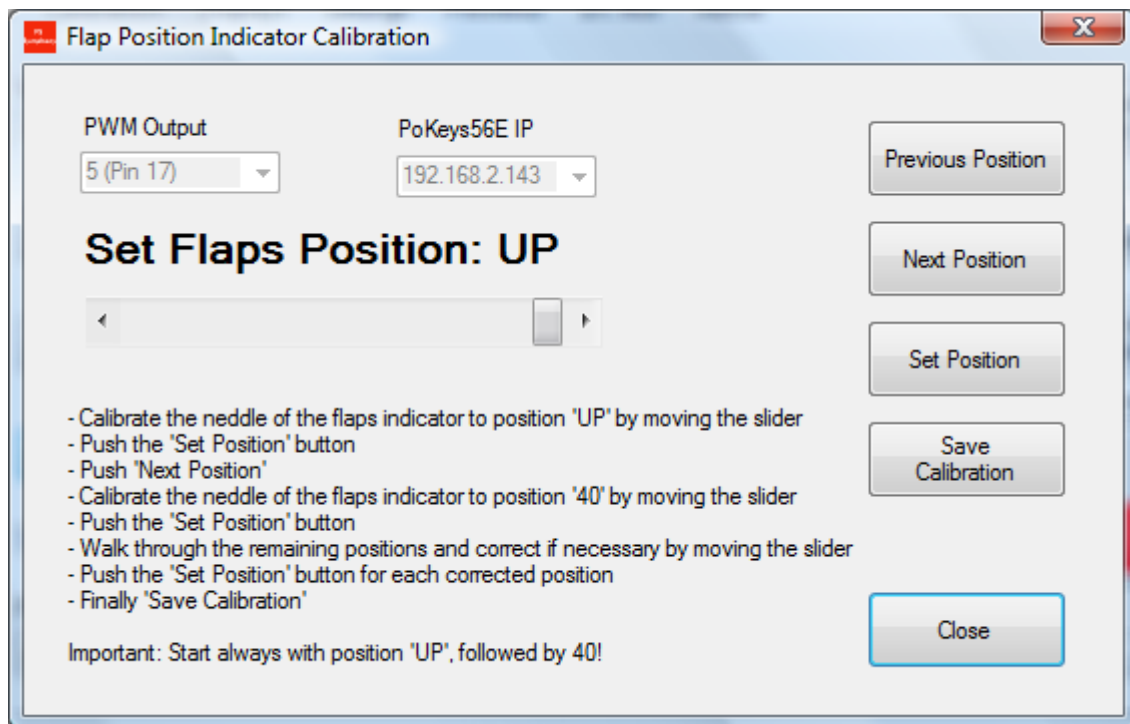 Flap Position Indicator Calibration
PWM Output
PoKeys56E IP
5 (Pin 17)
192.168.2.143
Previous Position
Set Flaps Position: UP
Next Position
Set Position
- Calibrate the neddle of the flaps indicator to position "UP" by moving the slider
- Push the "Set Position" button
- Push "Next Position"
- Calibrate the neddle of the flaps indicator to position "40" by moving the slider
- Push the "Set Position" button
- Walk through the remaining positions and correct if necessary by moving the slider
- Push the "Set Position" button for each corrected position
- Finally "Save Calibration"
Save
Calibration
Important: Start always with position "UP", followed by 40!
Close